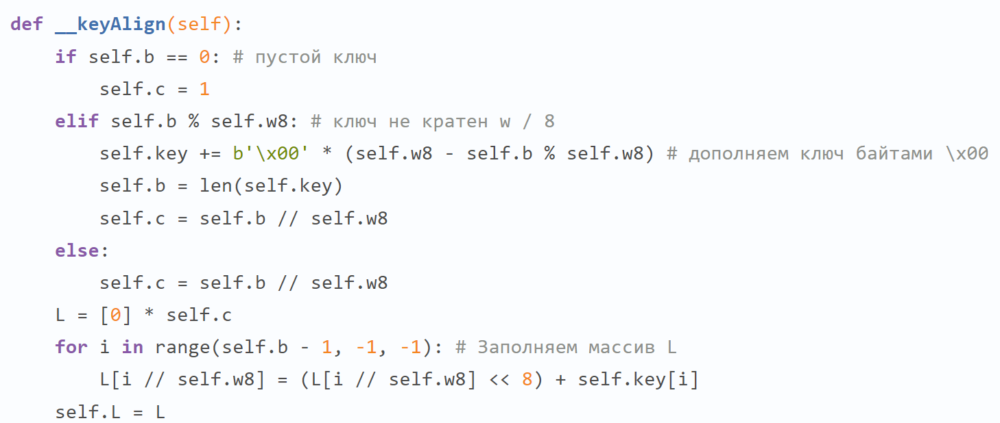 def __keyAlign(self):
    if self.b == 0: # пустой ключ
        self.c = 1
    elif self.b % self.w8: # ключ не кратен w / 8
        self.key += b'\x00' * (self.w8 - self.b % self.w8) # дополняем ключ байтами \x00
        self.b = len(self.key)
        self.c = self.b // self.w8
    else:
        self.c = self.b // self.w8
    L = [0] * self.c
    for i in range(self.b - 1, -1, -1): # Заполняем массив L
        L[i // self.w8] = (L[i // self.w8] << 8) + self.key[i]
    self.L = L